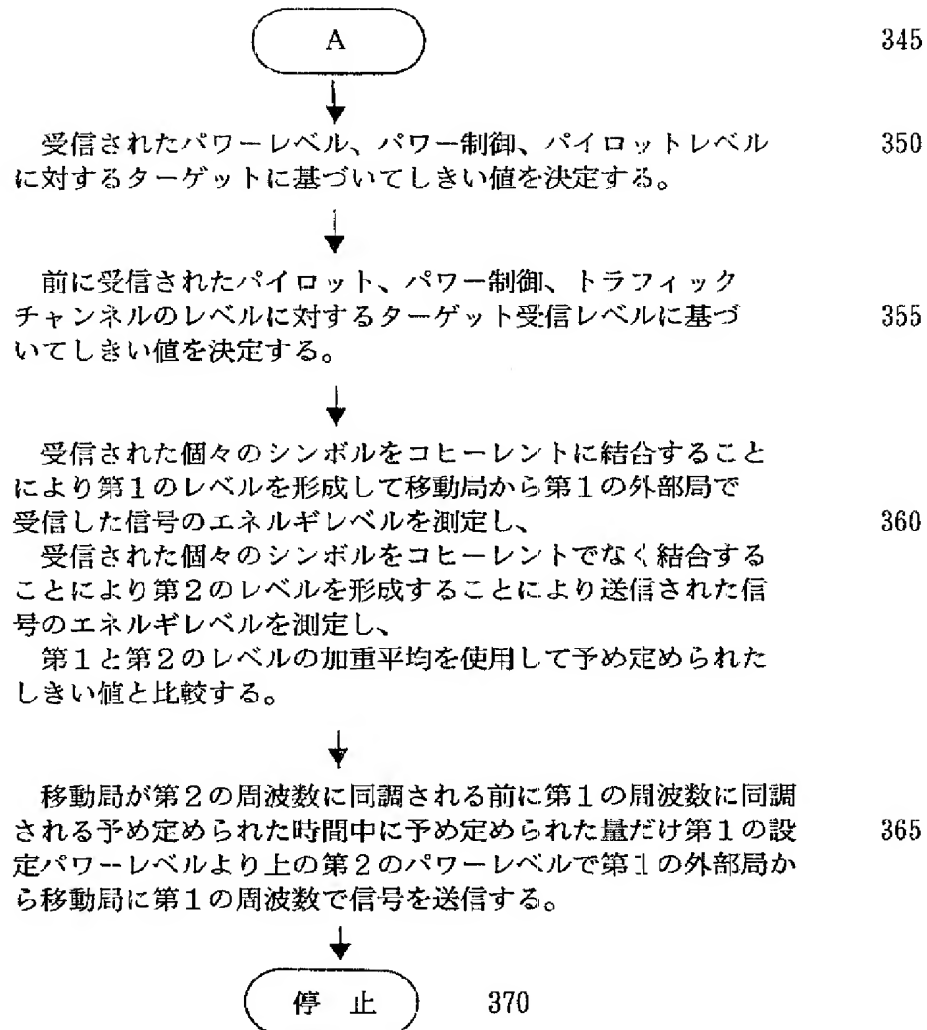 A 345
受信されたパワーレベル、パワー制御、パイロットレベル 350
に対するターゲットに基づいてしきい値を決定する。
前に受信されたパイロット、パワー制御、トラフィック
チャンネルのレベルに対するターゲット受信レベルに基づ 355
いてしきい値を決定する。
受信された個々のシンボルをコヒーレントに結合すること
により第1のレベルを形成して移動局から第1の外部局で
受信した信号のエネルギレベルを測定し、 360
受信された個々のシンボルをコヒーレントでなく結合する
ことにより第2のレベルを形成することにより送信された信
号のエネルギレベルを測定し、
第1と第2のレベルの加重平均を使用して予め定められた
しきい値と比較する。
移動局が第2の周波数に同調される前に第1の周波数に同調
される予め定められた時間中に予め定められた量だけ第1の設 365
定パワーレベルより上の第2のパワーレベルで第1の外部局か
ら移動局に第1の周波数で信号を送信する。
停 止 370